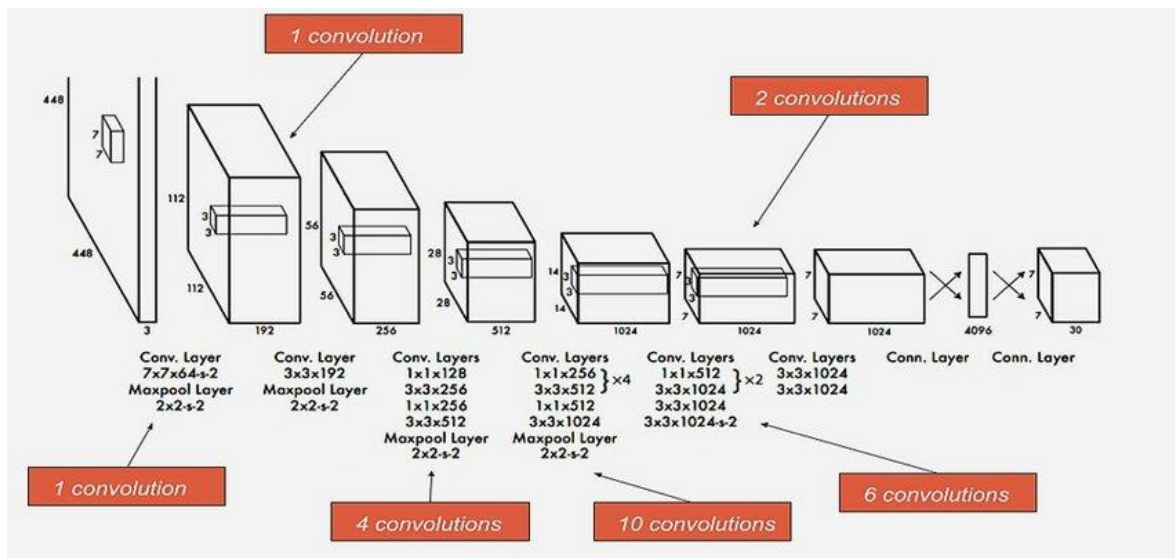 1 convolution
2 convolutions
448
7
7
448
3
112
3
3
112
192
56
3
3
56
256
28
3
3
28
512
14
3
3
14
1024
7
3
3
7
1024
7
7
1024
4096
7
7
30
Conv. Layer
7x7x64-s-2
Maxpool Layer
2x2-s-2
Conv. Layer
3x3x192
Maxpool Layer
2x2-s-2
Conv. Layers
1x1x128
3x3x256
1x1x256
3x3x512
Maxpool Layer
2x2-s-2
Conv. Layers
1x1x256
3x3x512
}×4
1x1x512
3x3x1024
Maxpool Layer
2x2-s-2
Conv. Layers
1x1x512
3x3x1024
}×2
3x3x1024
3x3x1024-s-2
Conv. Layers
3x3x1024
3x3x1024
Conn. Layer
Conn. Layer
1 convolution
4 convolutions
10 convolutions
6 convolutions